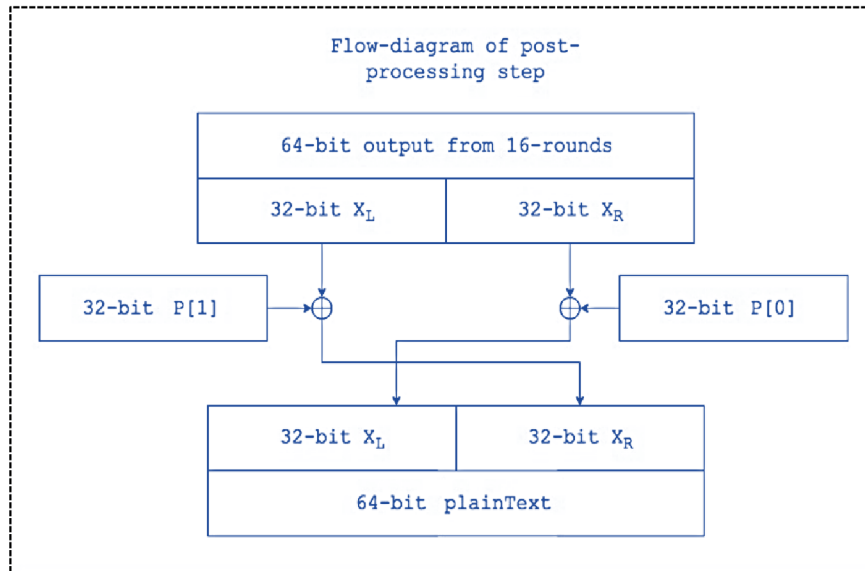 Flow-diagram of post-
processing step
64-bit output from 16-rounds
32-bit XL
32-bit XR
32-bit P[1]
32-bit P[0]
32-bit XL
32-bit XR
64-bit plainText